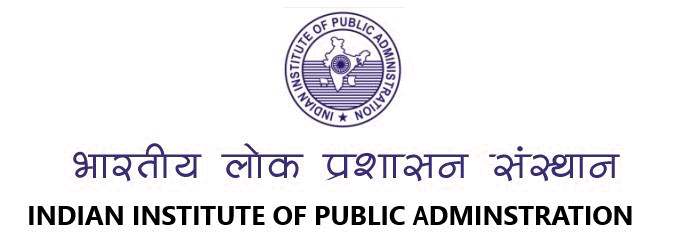 INDIAN INSTITUTE OF PUBLIC ADMINISTRATION
भारतीय लोक प्रशासन संस्थान
INDIAN INSTITUTE OF PUBLIC ADMINSTRATION